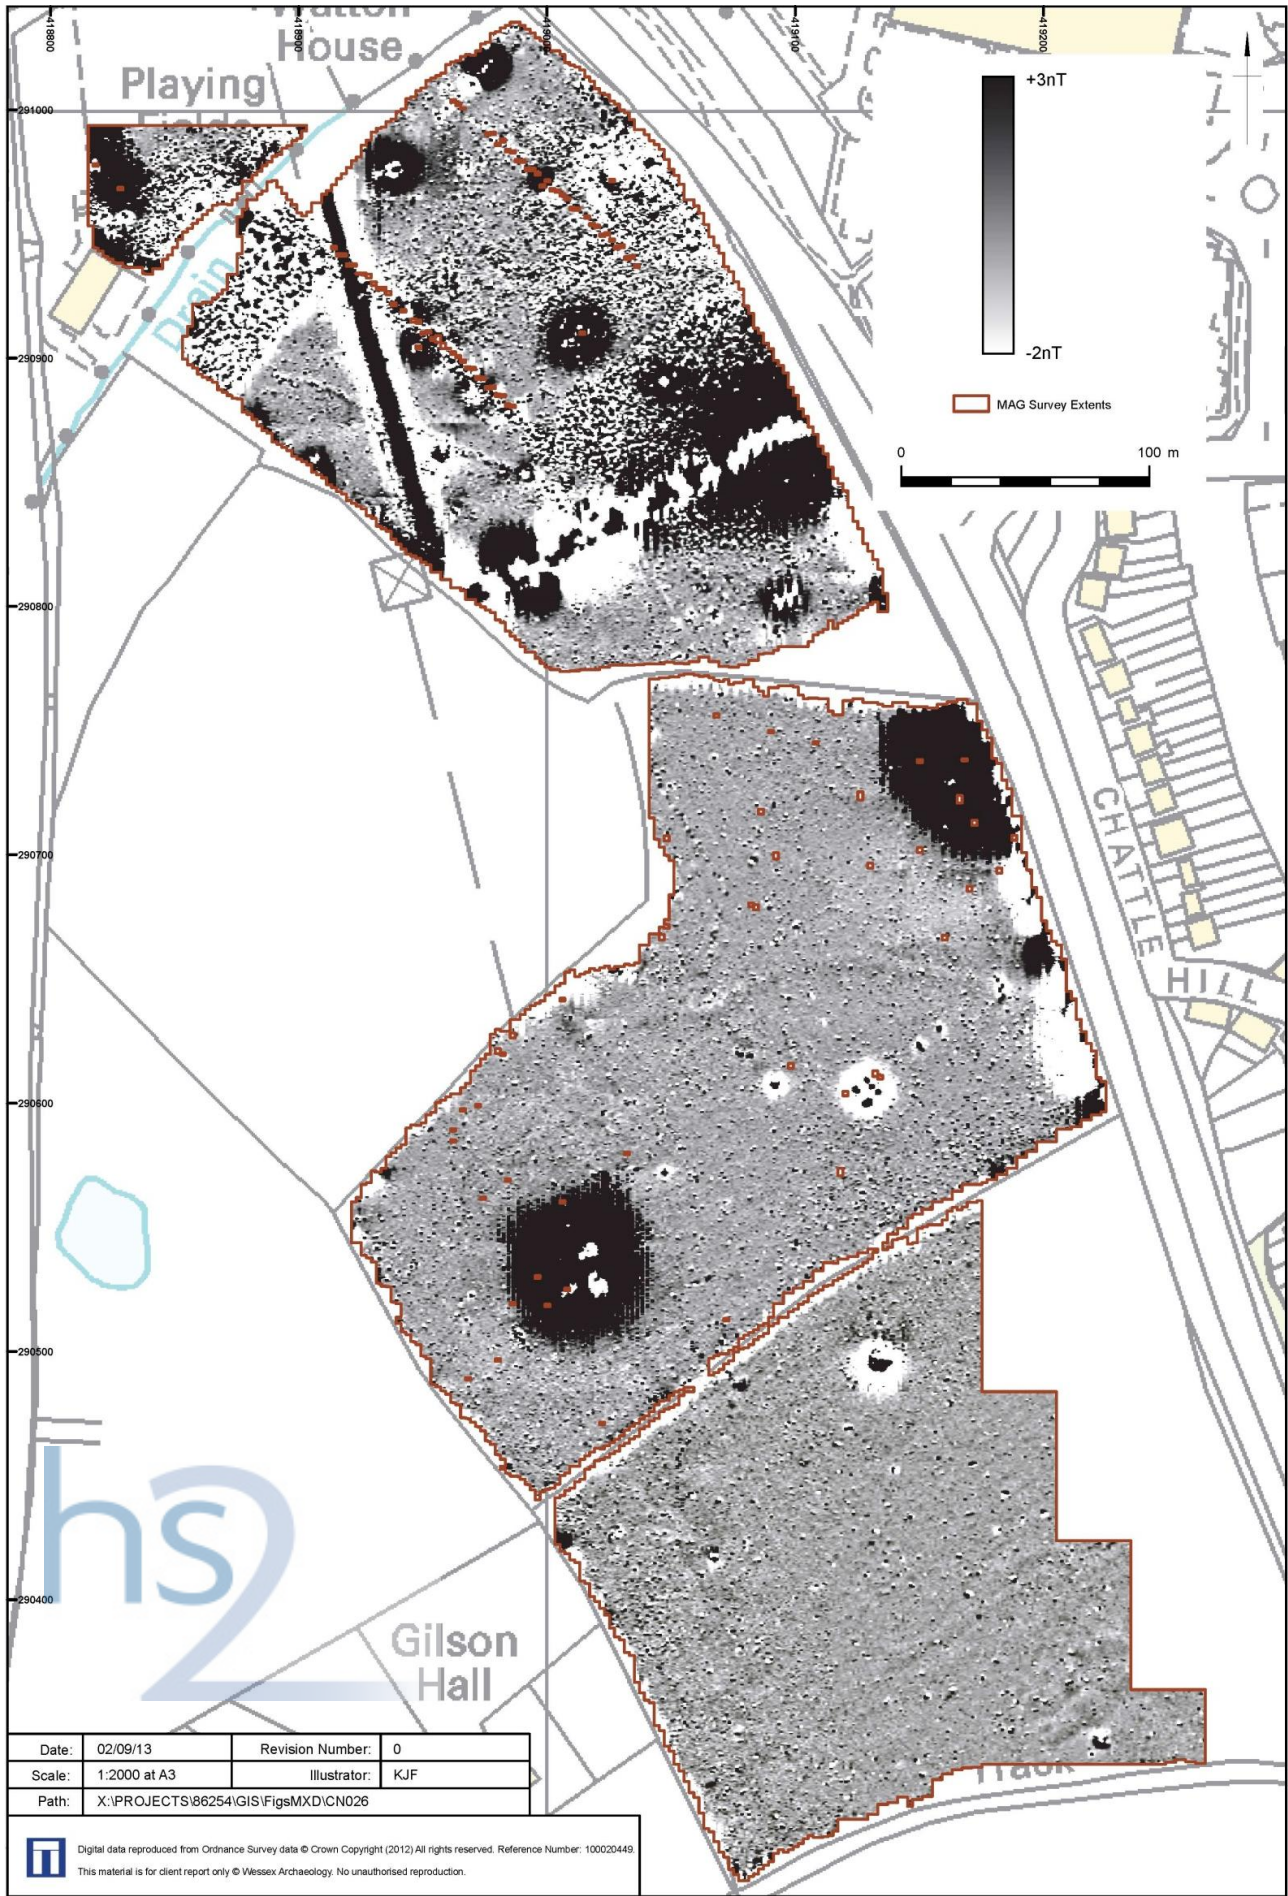 418800
418900
419000
419100
419200
Watton
House
Playing
Fields
291000
290900
290800
290700
290600
290500
290400
Drain
+3nT
-2nT
MAG Survey Extents
0
100 m
CHATTLE
HILL
hs2
Gilson
Hall
Track
Date: 02/09/13 Revision Number: 0
Scale: 1:2000 at A3 Illustrator: KJF
Path: X:\PROJECTS\86254\GIS\FigsMXD\CN026
Digital data reproduced from Ordnance Survey data © Crown Copyright (2012) All rights reserved. Reference Number: 100020449.
This material is for client report only © Wessex Archaeology. No unauthorised reproduction.